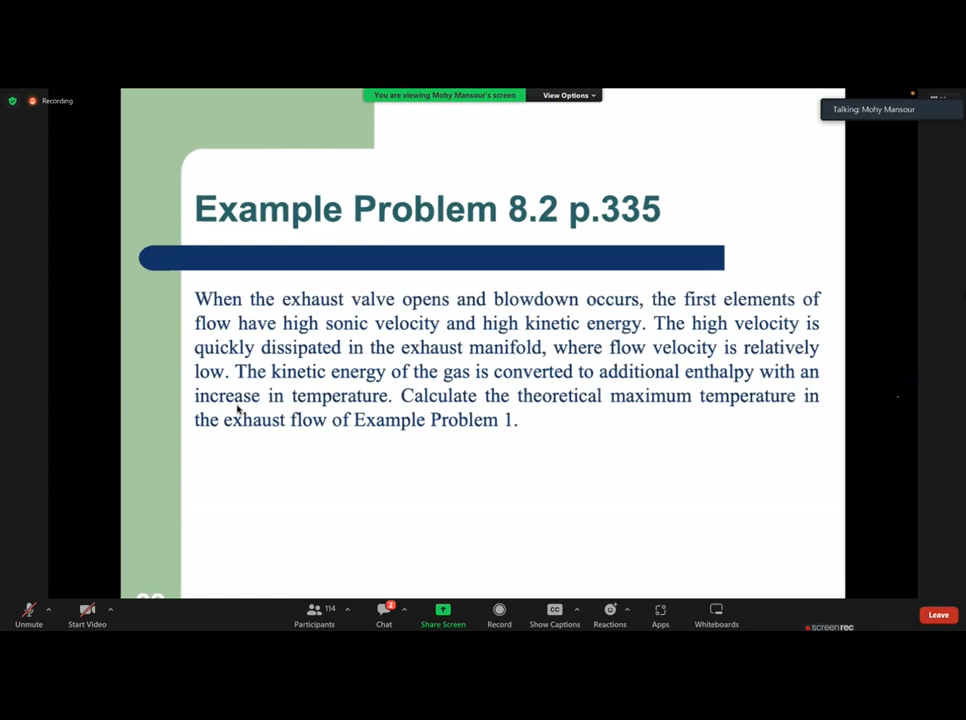 Recording
You are viewing Mohy Mansour's screen
View Options
Talking: Mohy Mansour
Example Problem 8.2 p.335
When the exhaust valve opens and blowdown occurs, the first elements of
flow have high sonic velocity and high kinetic energy. The high velocity is
quickly dissipated in the exhaust manifold, where flow velocity is relatively
low. The kinetic energy of the gas is converted to additional enthalpy with an
increase in temperature. Calculate the theoretical maximum temperature in
the exhaust flow of Example Problem 1.
Unmute
Start Video
114
Participants
2
Chat
Share Screen
Record
CC
Show Captions
Reactions
Apps
Whiteboards
Leave
screenrec